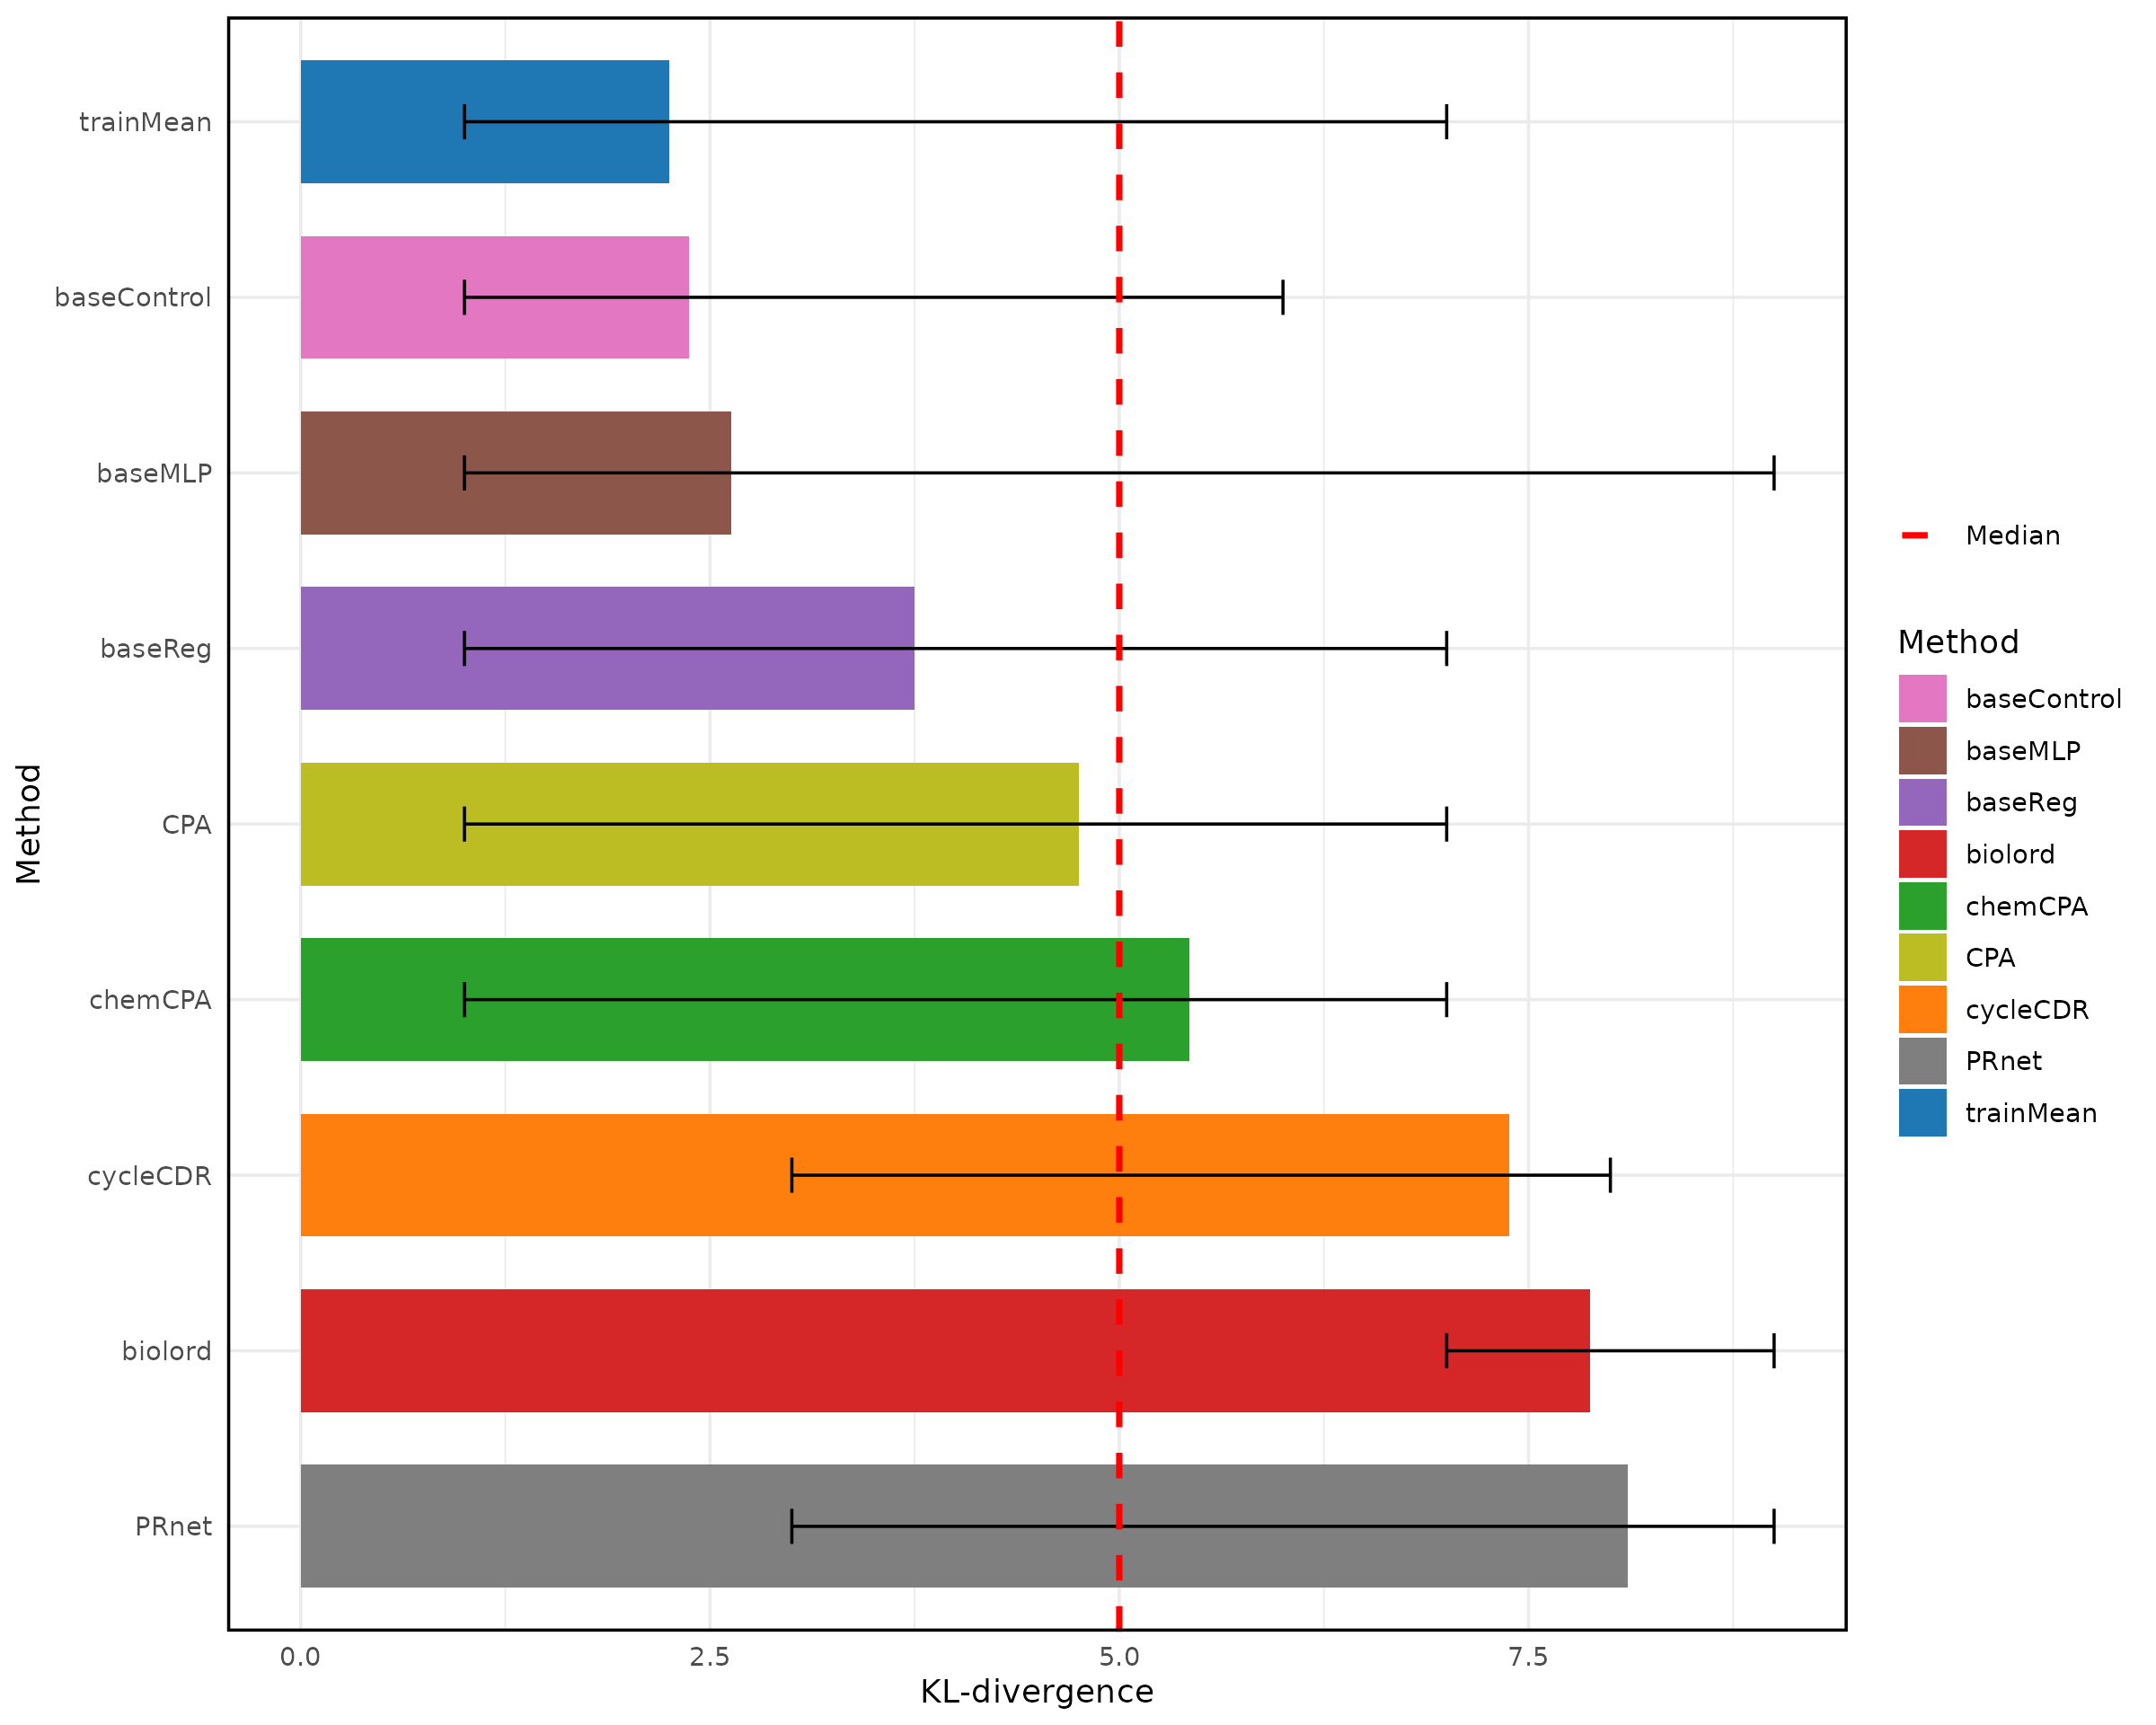 trainMean
baseControl
baseMLP
baseReg
CPA
chemCPA
cycleCDR
biolord
PRnet
Method
0.0 2.5 5.0 7.5
KL-divergence
Median
Method
baseControl
baseMLP
baseReg
biolord
chemCPA
CPA
cycleCDR
PRnet
trainMean